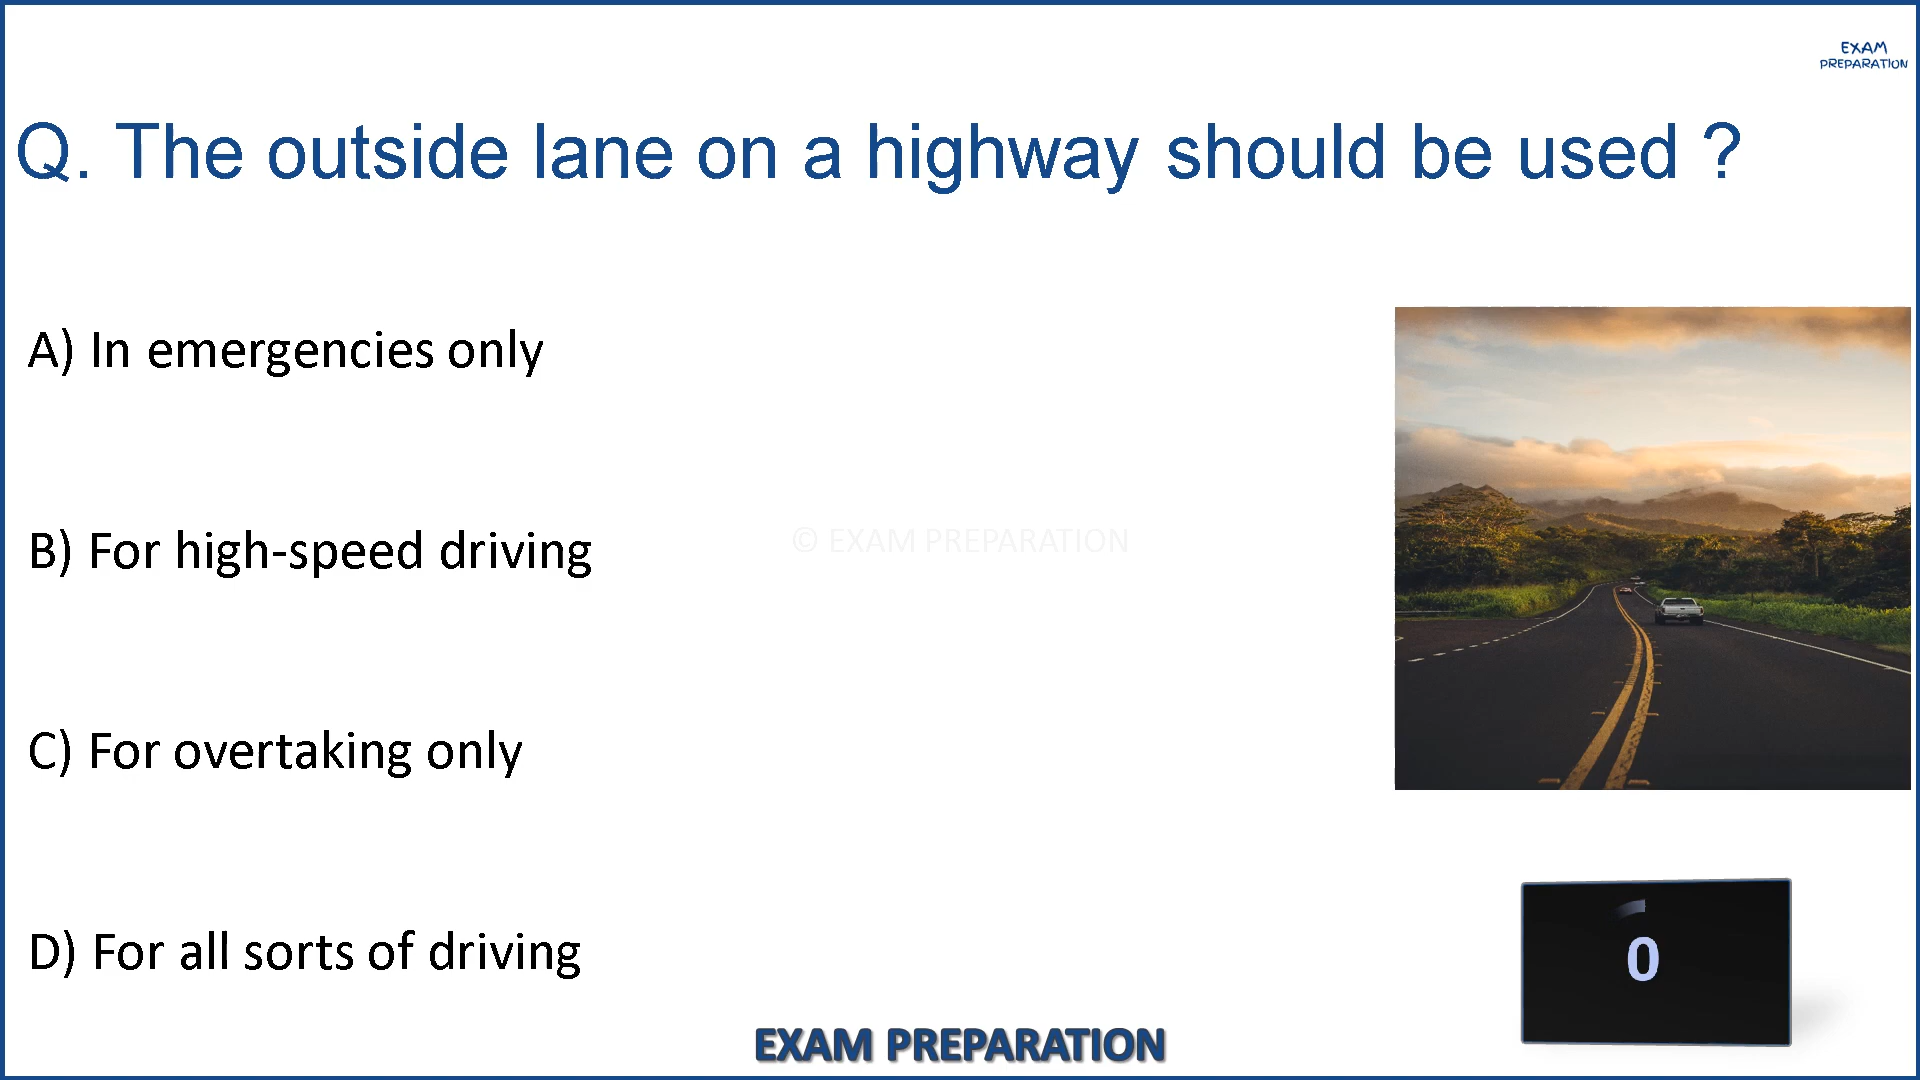 EXAM
PREPARATION
Q. The outside lane on a highway should be used ?
A) In emergencies only
B) For high-speed driving
© EXAM PREPARATION
C) For overtaking only
D) For all sorts of driving
0
EXAM PREPARATION